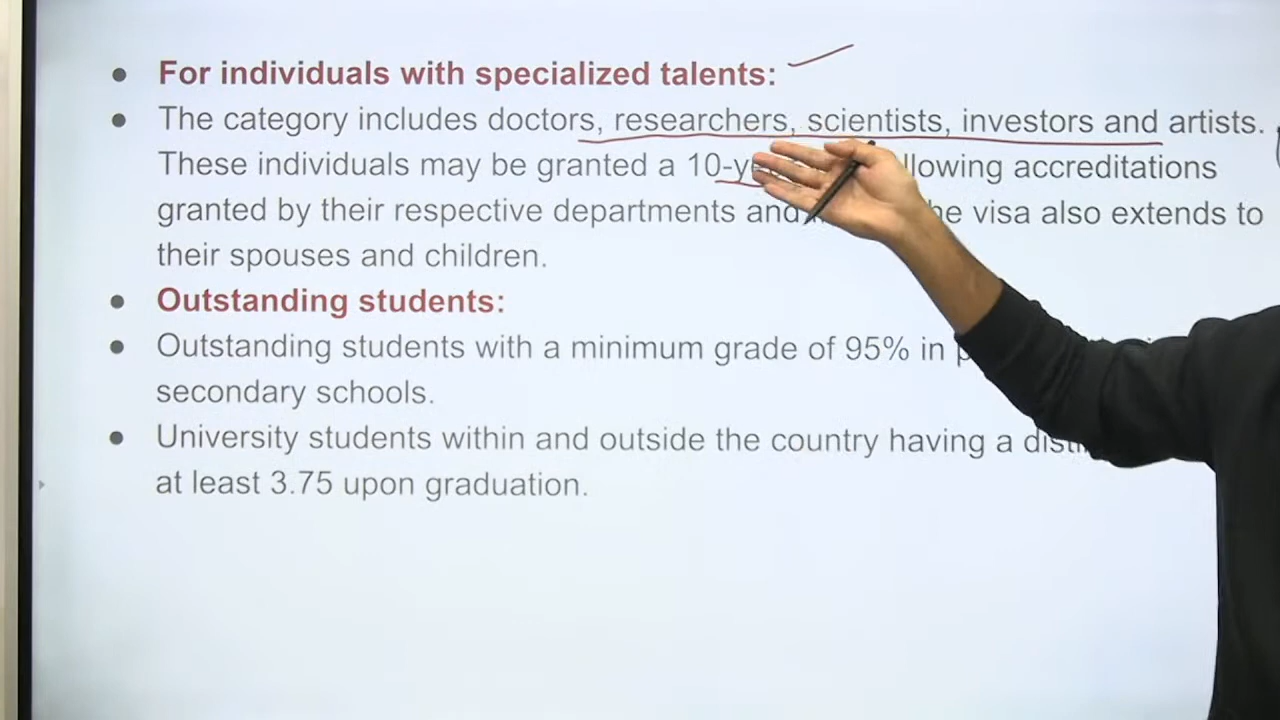 For individuals with specialized talents:
The category includes doctors, researchers, scientists, investors and artists.
These individuals may be granted a 10-ye llowing accreditations
granted by their respective departments and he visa also extends to
their spouses and children.
Outstanding students:
Outstanding students with a minimum grade of 95% in p
secondary schools.
University students within and outside the country having a disti
at least 3.75 upon graduation.